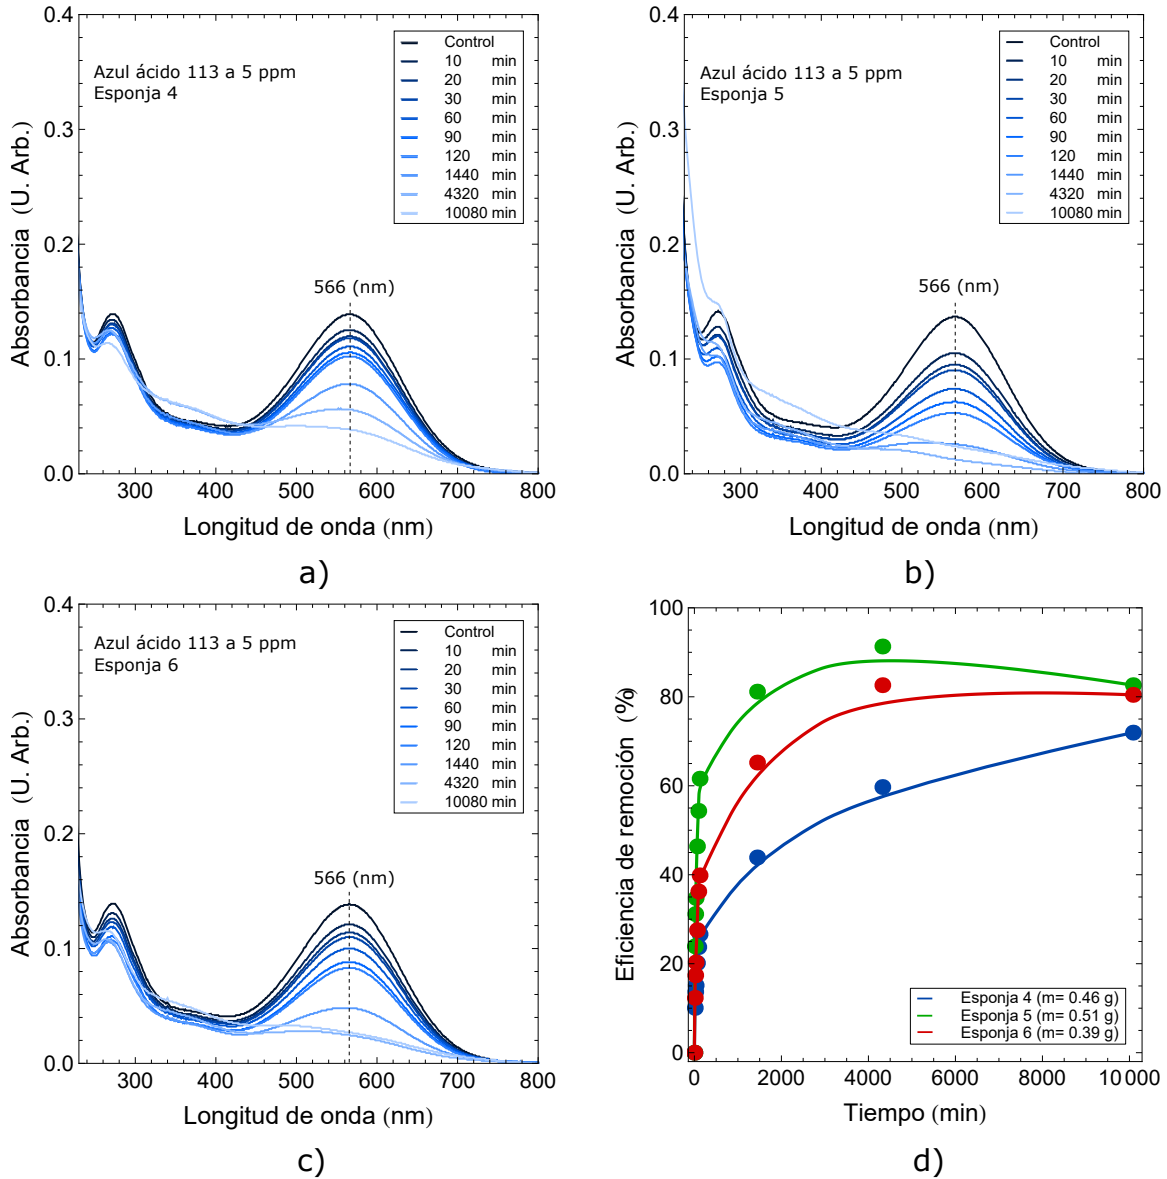 Azul ácido 113 a 5 ppm
Esponja 4
Control
10 min
20 min
30 min
60 min
90 min
120 min
1440 min
4320 min
10080 min
566 (nm)
Absorbancia (U. Arb.)
0.4
0.3
0.2
0.1
0.0
300 400 500 600 700 800
Longitud de onda (nm)
a)
Azul ácido 113 a 5 ppm
Esponja 5
Control
10 min
20 min
30 min
60 min
90 min
120 min
1440 min
4320 min
10080 min
566 (nm)
Absorbancia (U. Arb.)
0.4
0.3
0.2
0.1
0.0
300 400 500 600 700 800
Longitud de onda (nm)
b)
Azul ácido 113 a 5 ppm
Esponja 6
Control
10 min
20 min
30 min
60 min
90 min
120 min
1440 min
4320 min
10080 min
566 (nm)
Absorbancia (U. Arb.)
0.4
0.3
0.2
0.1
0.0
300 400 500 600 700 800
Longitud de onda (nm)
c)
Eficiencia de remoción (%)
100
80
60
40
20
0
Esponja 4 (m= 0.46 g)
Esponja 5 (m= 0.51 g)
Esponja 6 (m= 0.39 g)
0 2000 4000 6000 8000 10000
Tiempo (min)
d)